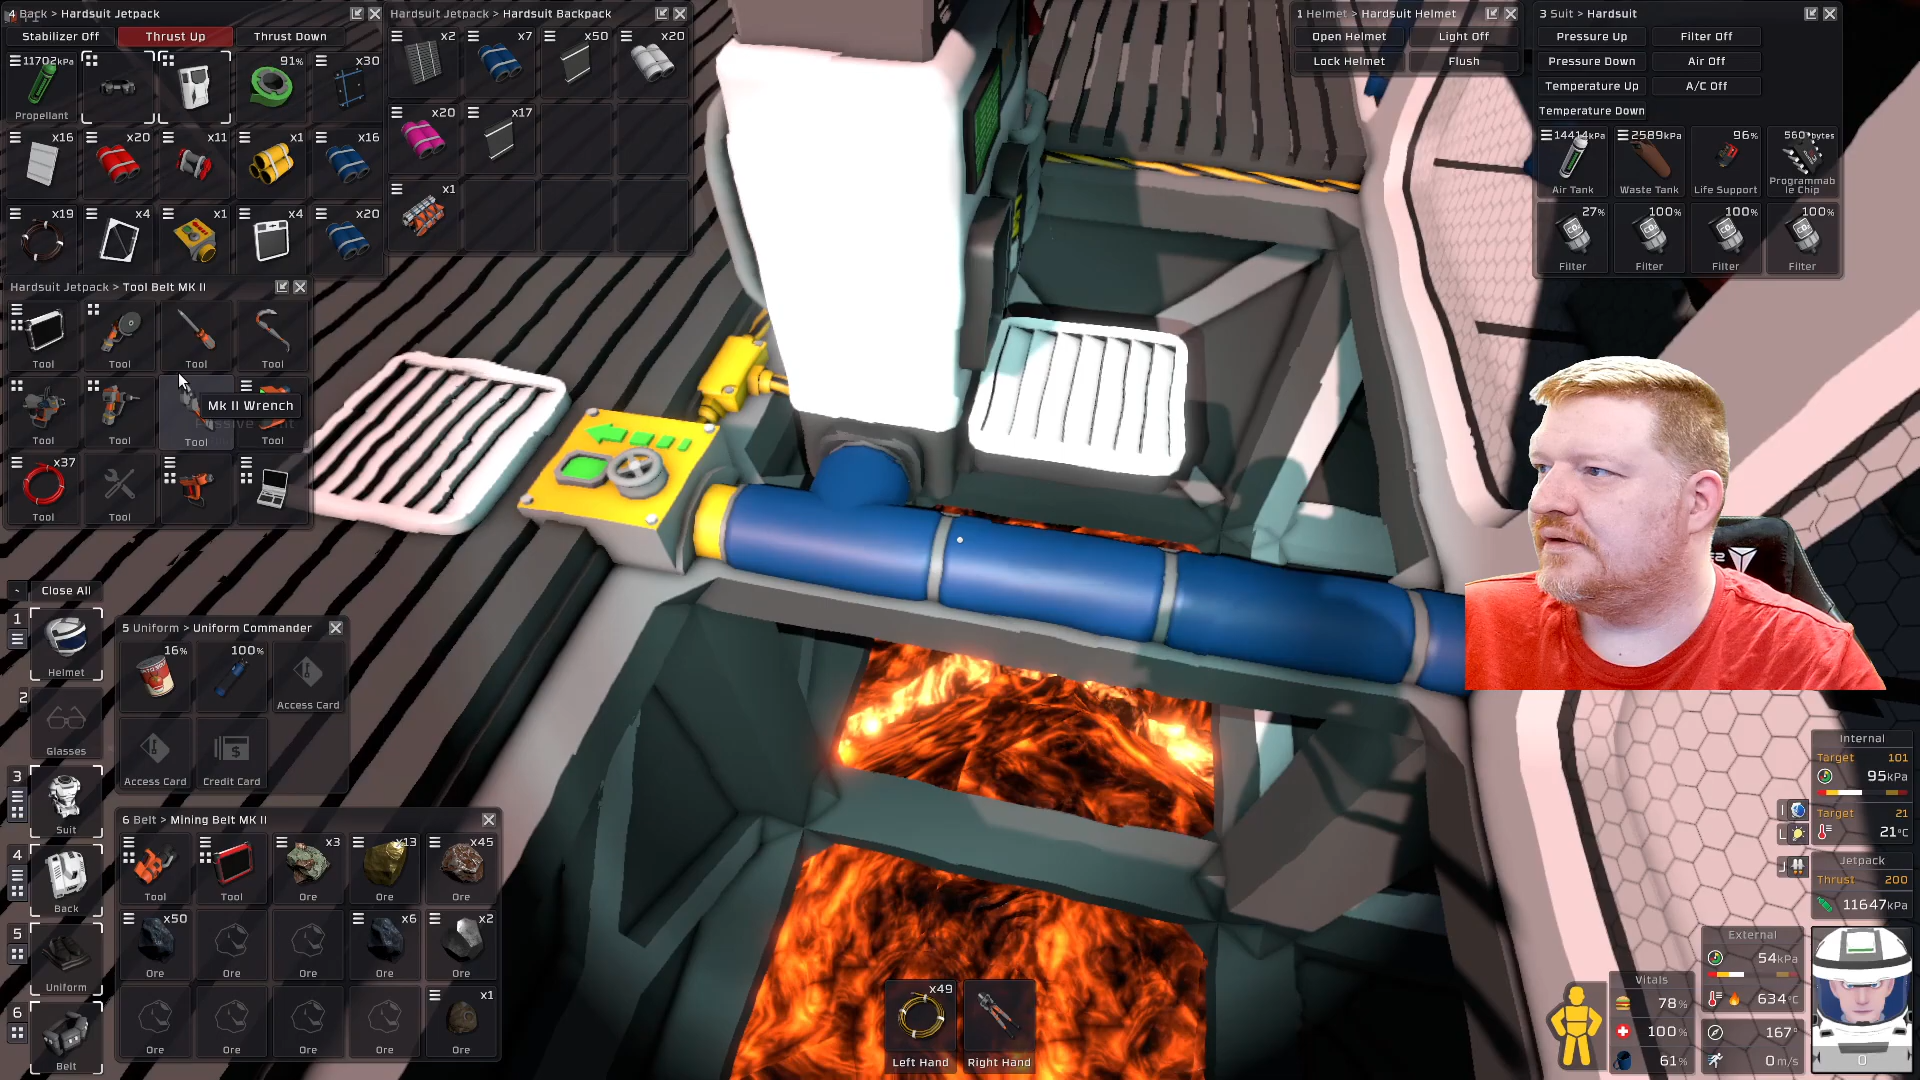 4 Back > Hardsuit Jetpack
Stabilizer Off
Thrust Up
Thrust Down
11702kPa
91%
x30
Propellant
x16
x20
x11
x1
x16
x19
x4
x1
x4
x20
Hardsuit Jetpack > Hardsuit Backpack
x2
x7
x50
x20
x20
x17
x1
1 Helmet > Hardsuit Helmet
Open Helmet
Light Off
Lock Helmet
Flush
3 Suit > Hardsuit
Pressure Up
Filter Off
Pressure Down
Air Off
Temperature Up
A/C Off
Temperature Down
14414kPa
2589kPa
96%
560 bytes
Air Tank
Waste Tank
Life Support
Programmab
le Chip
27%
100%
100%
100%
Filter
Filter
Filter
Filter
Hardsuit Jetpack > Tool Belt MK II
Tool
Tool
Tool
Tool
Mk II Wrench
Tool
Tool
Tool
Tool
x37
Tool
Tool
~
Close All
1
Helmet
2
Glasses
3
Suit
4
Back
5
Uniform
6
Belt
5 Uniform > Uniform Commander
16%
100%
Access Card
Access Card
Credit Card
6 Belt > Mining Belt MK II
x3
x13
x45
Tool
Tool
Ore
Ore
Ore
x50
x6
x2
Ore
Ore
Ore
Ore
Ore
x1
Ore
Ore
Ore
Ore
Ore
x49
Left Hand
Right Hand
Internal
Target 101
95kPa
Target 21
21°C
Jetpack
Thrust 200
11647kPa
External
54kPa
634°C
167°
0m/s
Vitals
78%
100%
61%
0